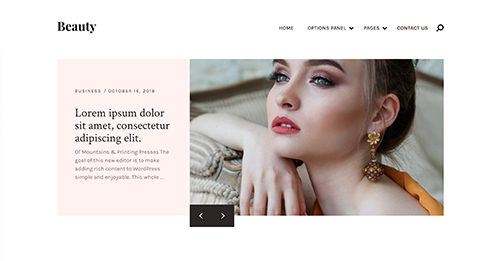 Beauty
HOME OPTIONS PANEL PAGES CONTACT US
BUSINESS / OCTOBER 16, 2018
Lorem ipsum dolor
sit amet, consectetur
adipiscing elit.
Of Mountains & Printing Presses The
goal of this new editor is to make
adding rich content to WordPress
simple and enjoyable. This whole ...